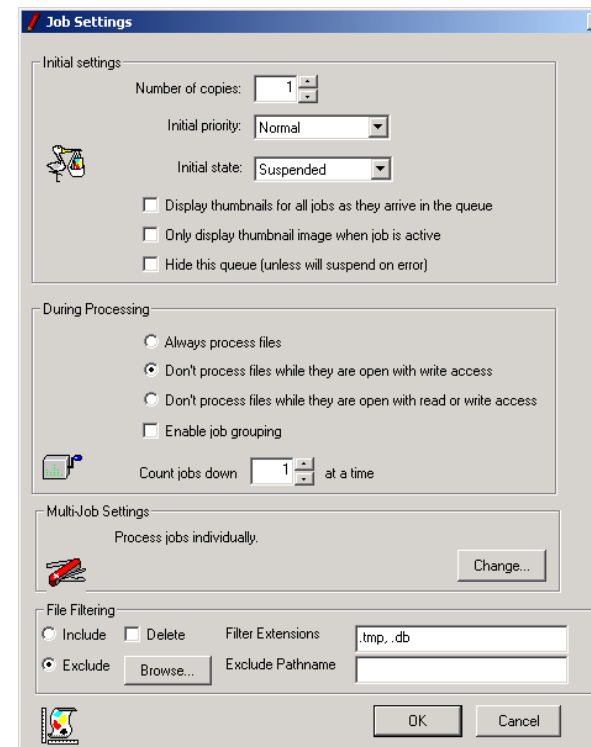 Job Settings
Initial settings
Number of copies: 1
Initial priority: Normal
Initial state: Suspended
Display thumbnails for all jobs as they arrive in the queue
Only display thumbnail image when job is active
Hide this queue (unless will suspend on error)
During Processing
Always process files
Don't process files while they are open with write access
Don't process files while they are open with read or write access
Enable job grouping
Count jobs down 1 at a time
Multi-Job Settings
Process jobs individually.
Change...
File Filtering
Include Delete Filter Extensions .tmp, .db
Exclude Browse... Exclude Pathname
OK Cancel